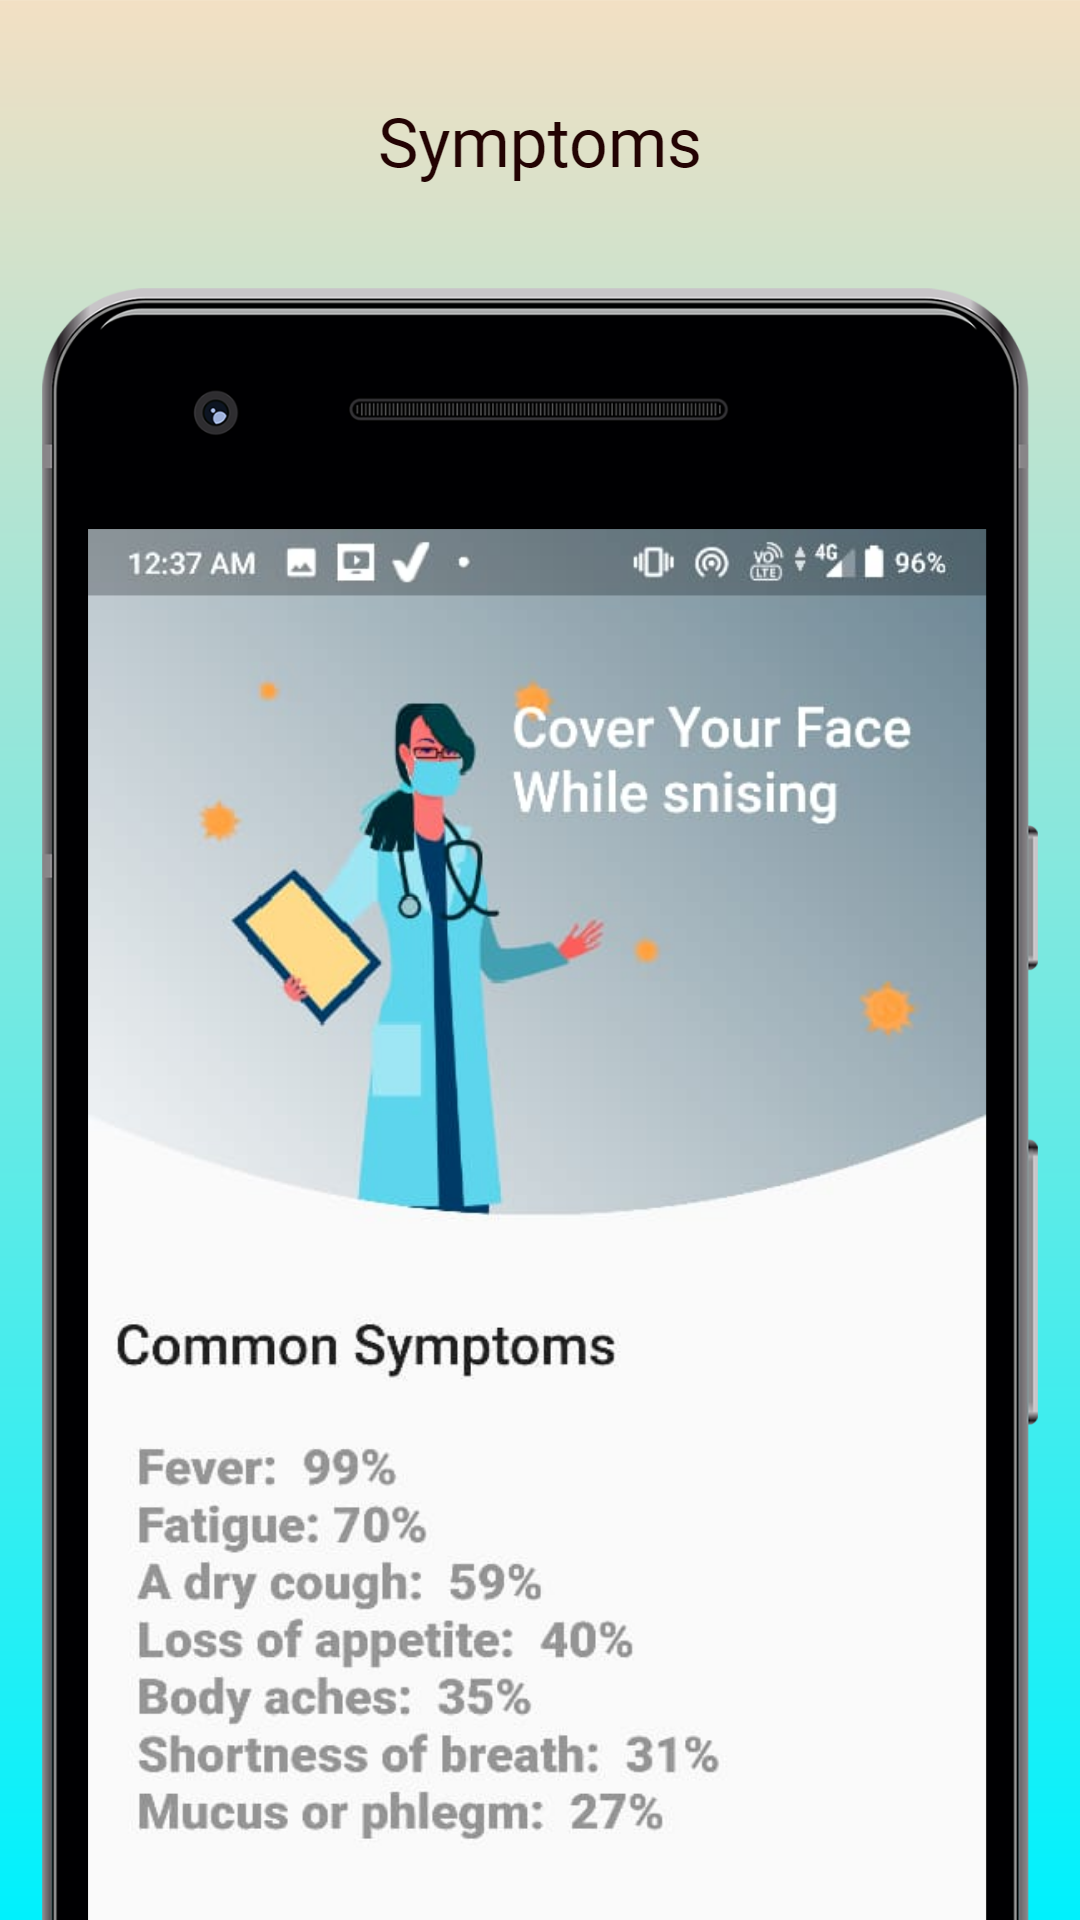 Symptoms
12:37 AM
VO LTE 4G 96%
Cover Your Face
While snising
Common Symptoms
Fever: 99%
Fatigue: 70%
A dry cough: 59%
Loss of appetite: 40%
Body aches: 35%
Shortness of breath: 31%
Mucus or phlegm: 27%